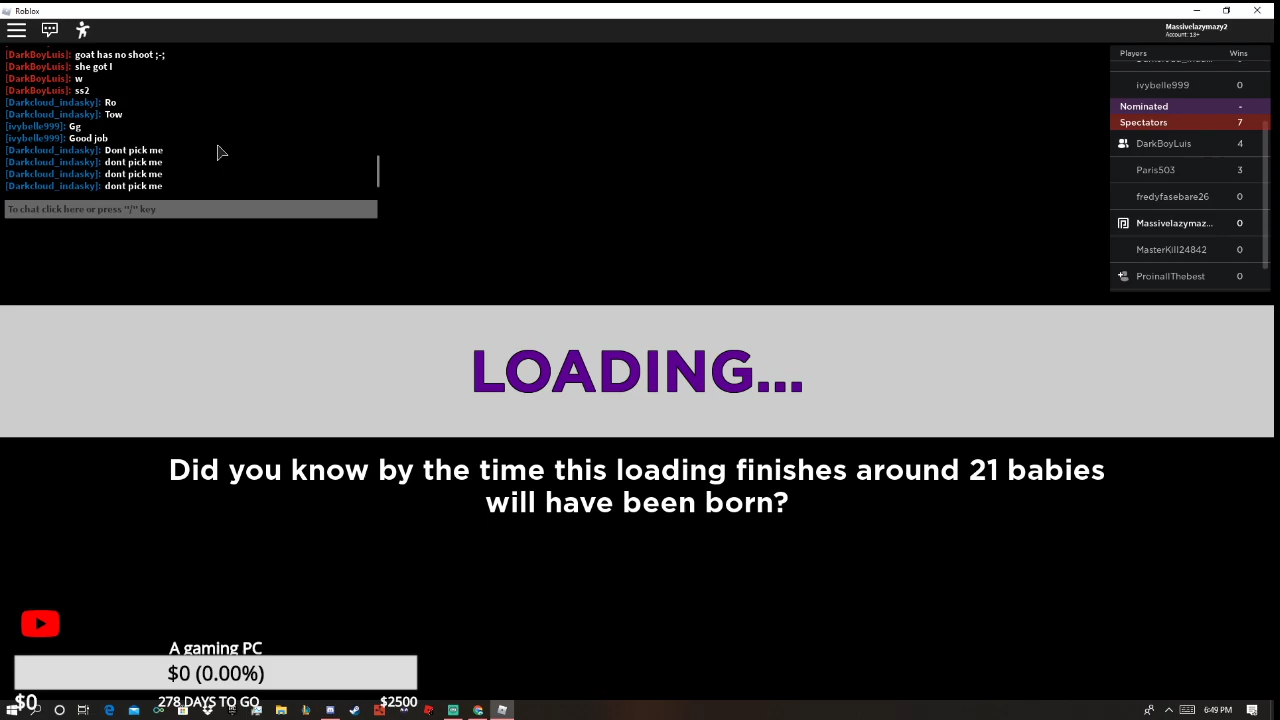 Roblox
Massivelazymazy2
Account: 13+
[DarkBoyLuis]: goat has no shoot ;-;
[DarkBoyLuis]: she got l
[DarkBoyLuis]: w
[DarkBoyLuis]: ss2
[Darkcloud_indasky]: Ro
[Darkcloud_indasky]: Tow
[ivybelle999]: Gg
[ivybelle999]: Good job
[Darkcloud_indasky]: Dont pick me
[Darkcloud_indasky]: dont pick me
[Darkcloud_indasky]: dont pick me
[Darkcloud_indasky]: dont pick me
To chat click here or press "/" key
Players Wins
ivybelle999 0
Nominated -
Spectators 7
DarkBoyLuis 4
Paris503 3
fredyfasebare26 0
Massivelazymaz... 0
MasterKill24842 0
ProinallThebest 0
LOADING...
Did you know by the time this loading finishes around 21 babies
will have been born?
A gaming PC
$0 (0.00%)
$0 278 DAYS TO GO $2500
6:49 PM